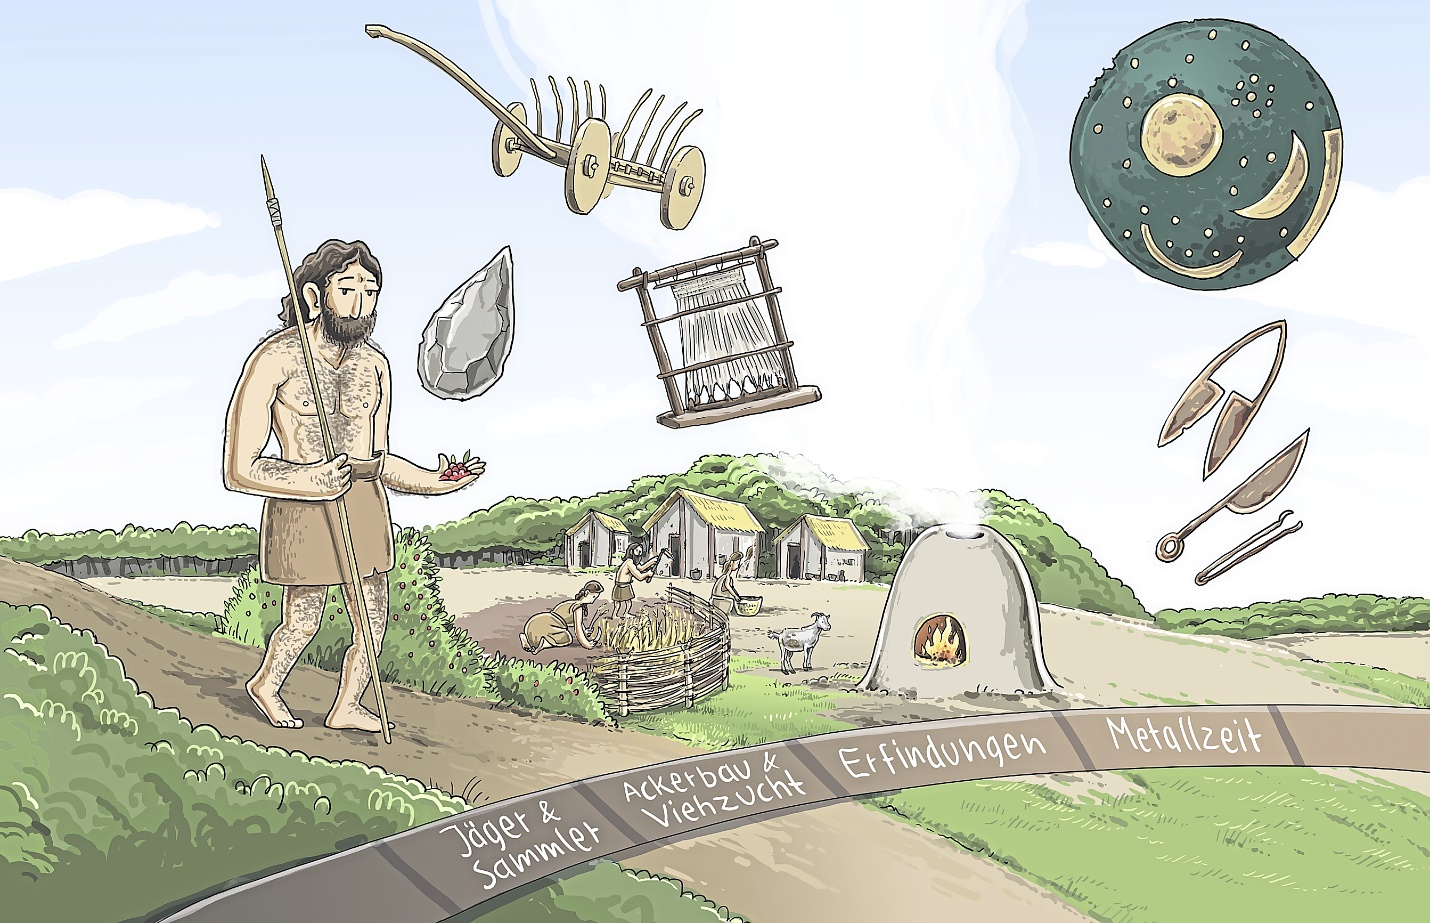 Jäger &
Sammler
Ackerbau &
Viehzucht
Erfindungen
Metallzeit